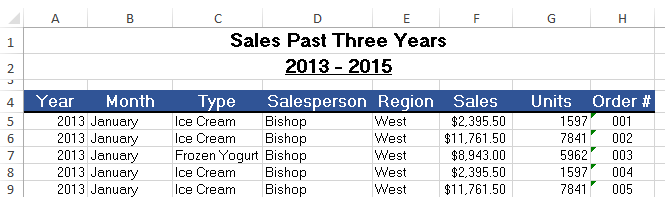 A B C D E F G H
1 Sales Past Three Years
2 2013 - 2015
3
4 Year Month Type Salesperson Region Sales Units Order #
5 2013 January Ice Cream Bishop West $2,395.50 1597 001
6 2013 January Ice Cream Bishop West $11,761.50 7841 002
7 2013 January Frozen Yogurt Bishop West $8,943.00 5962 003
8 2013 January Ice Cream Bishop West $2,395.50 1597 004
9 2013 January Ice Cream Bishop West $11,761.50 7841 005